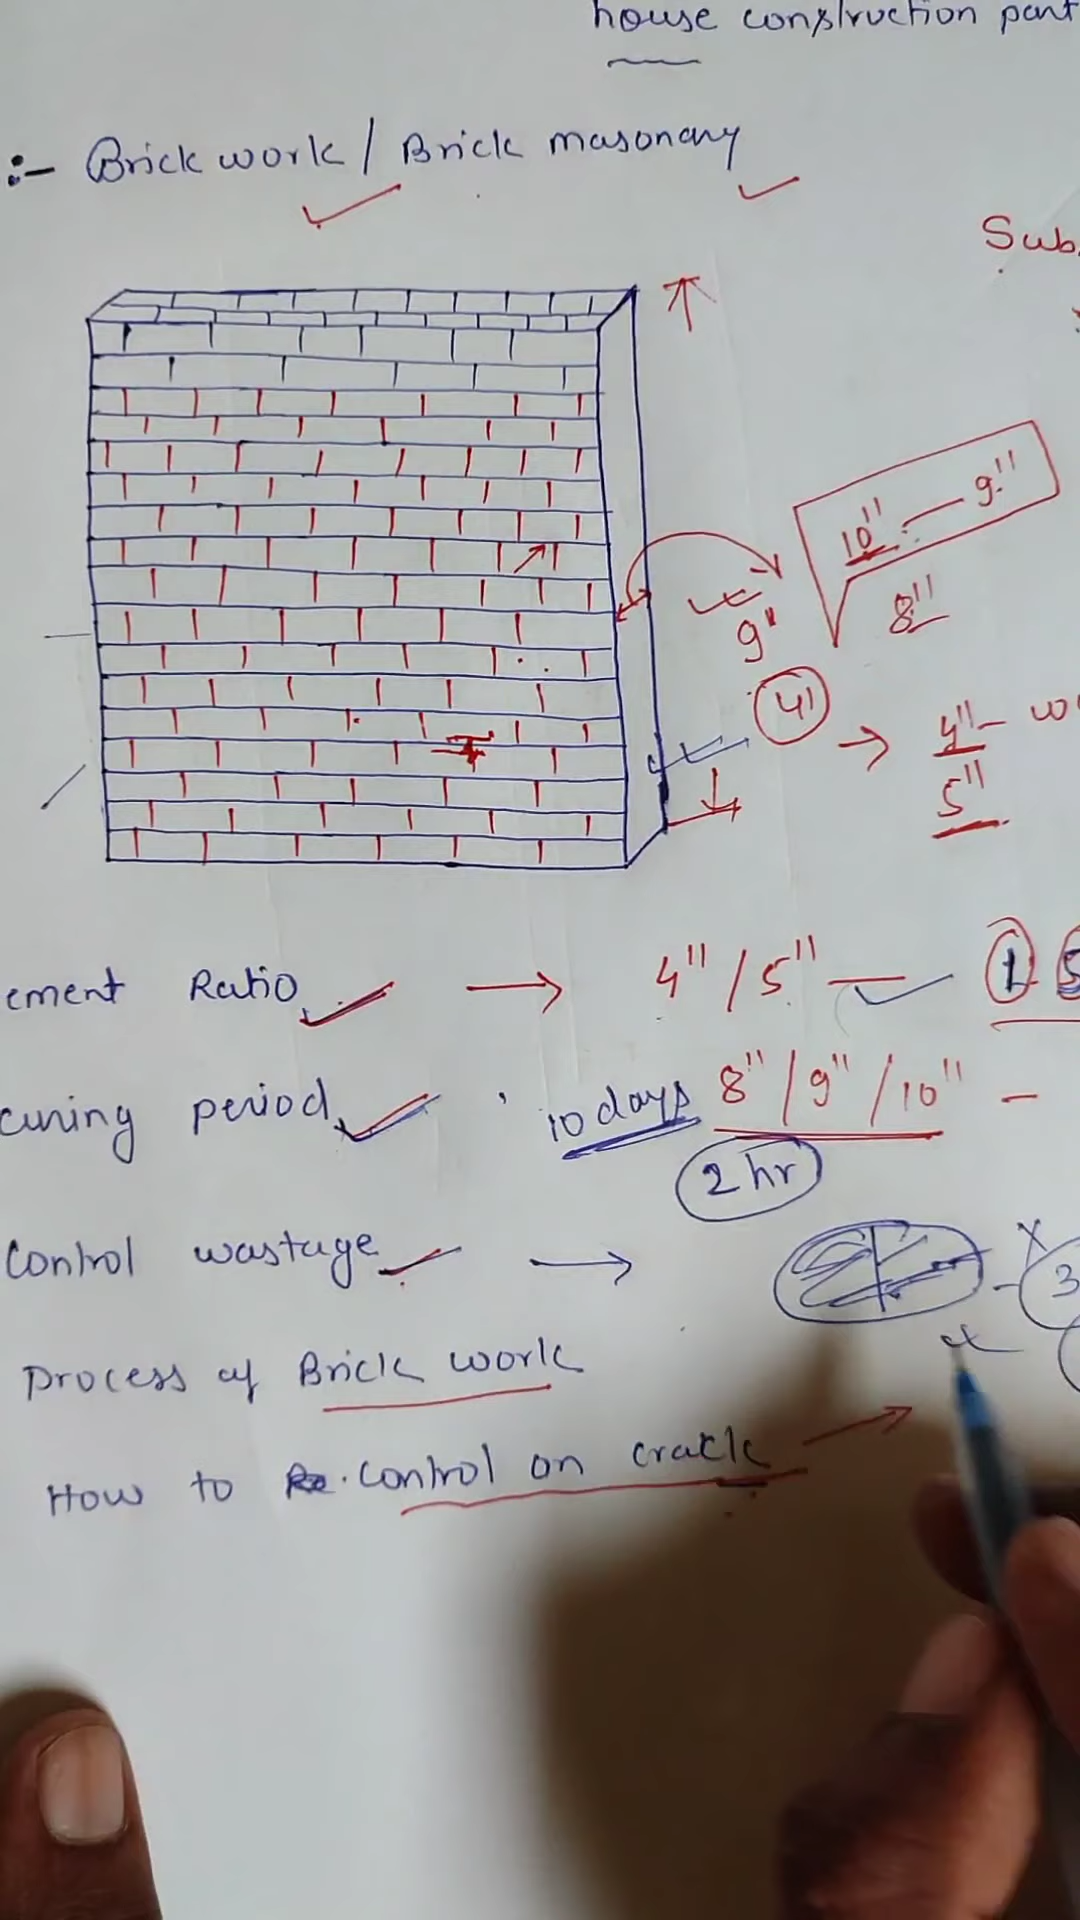 house construction part
:- Brick work / Brick masonary
Sub
10" - 9"
8"
9"
4"-
5"
ement Ratio → 4"/5" - 1
curing period 10 days 8"/9"/10" -
2 hr
Control wastage → x
3
Process of Brick work
How to control on crack